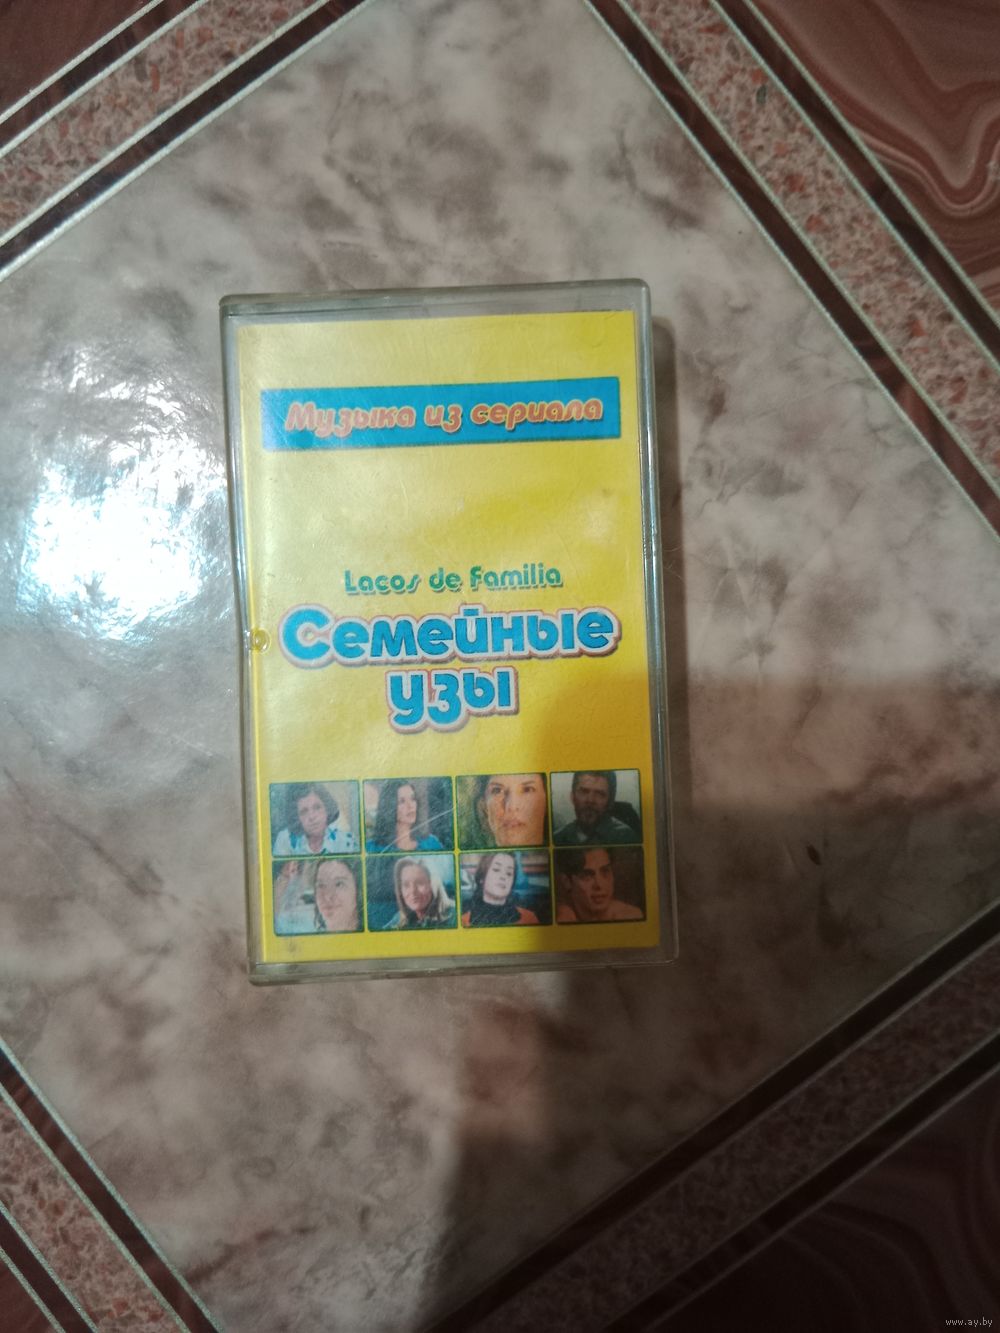 Музыка из сериала
Lacos de Familia
Семейные
узы
www.ay.by